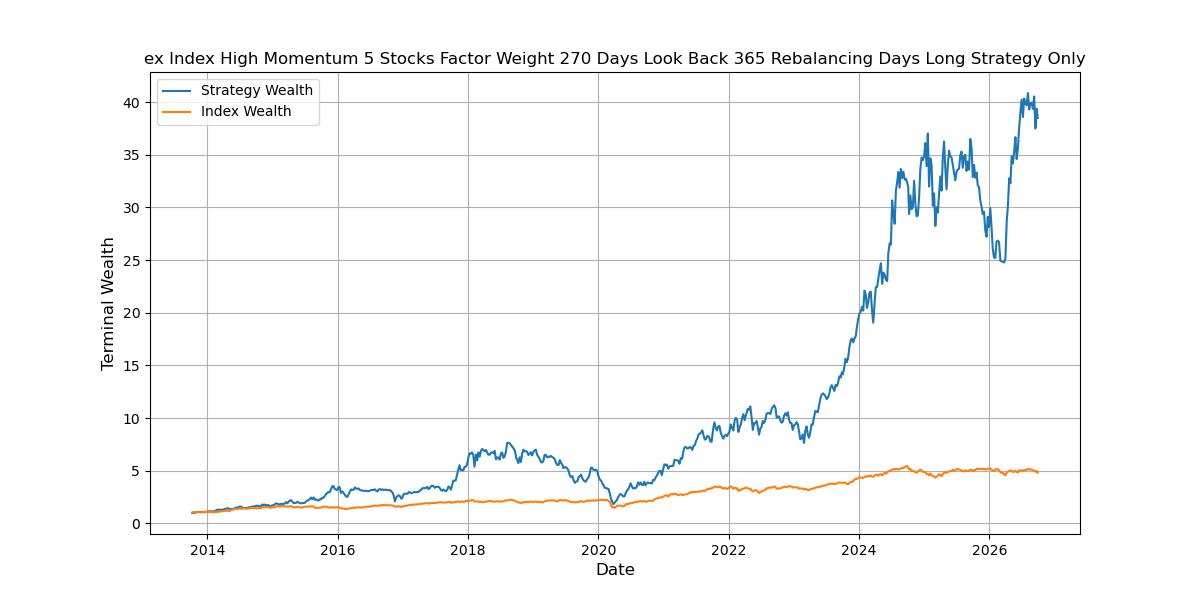 ex Index High Momentum 5 Stocks Factor Weight 270 Days Look Back 365 Rebalancing Days Long Strategy Only
Strategy Wealth
Index Wealth
Terminal Wealth
40
35
30
25
20
15
10
5
0
2014 2016 2018 2020 2022 2024 2026
Date